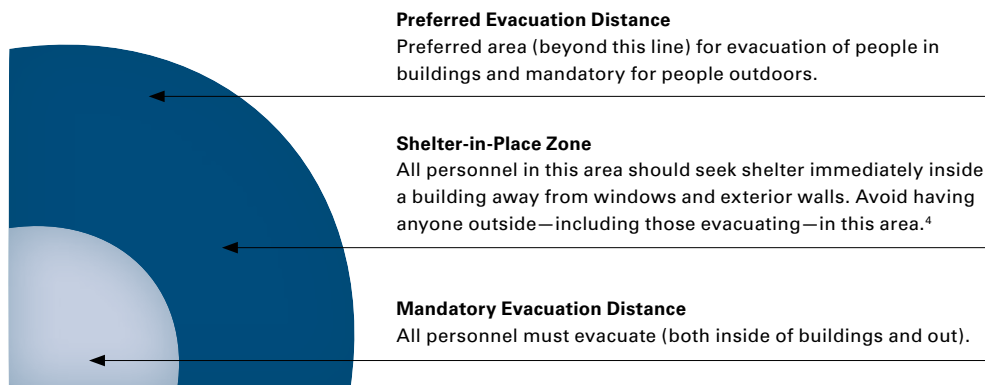 Preferred Evacuation Distance
Preferred area (beyond this line) for evacuation of people in
buildings and mandatory for people outdoors.
Shelter-in-Place Zone
All personnel in this area should seek shelter immediately inside
a building away from windows and exterior walls. Avoid having
anyone outside—including those evacuating—in this area.⁴
Mandatory Evacuation Distance
All personnel must evacuate (both inside of buildings and out).